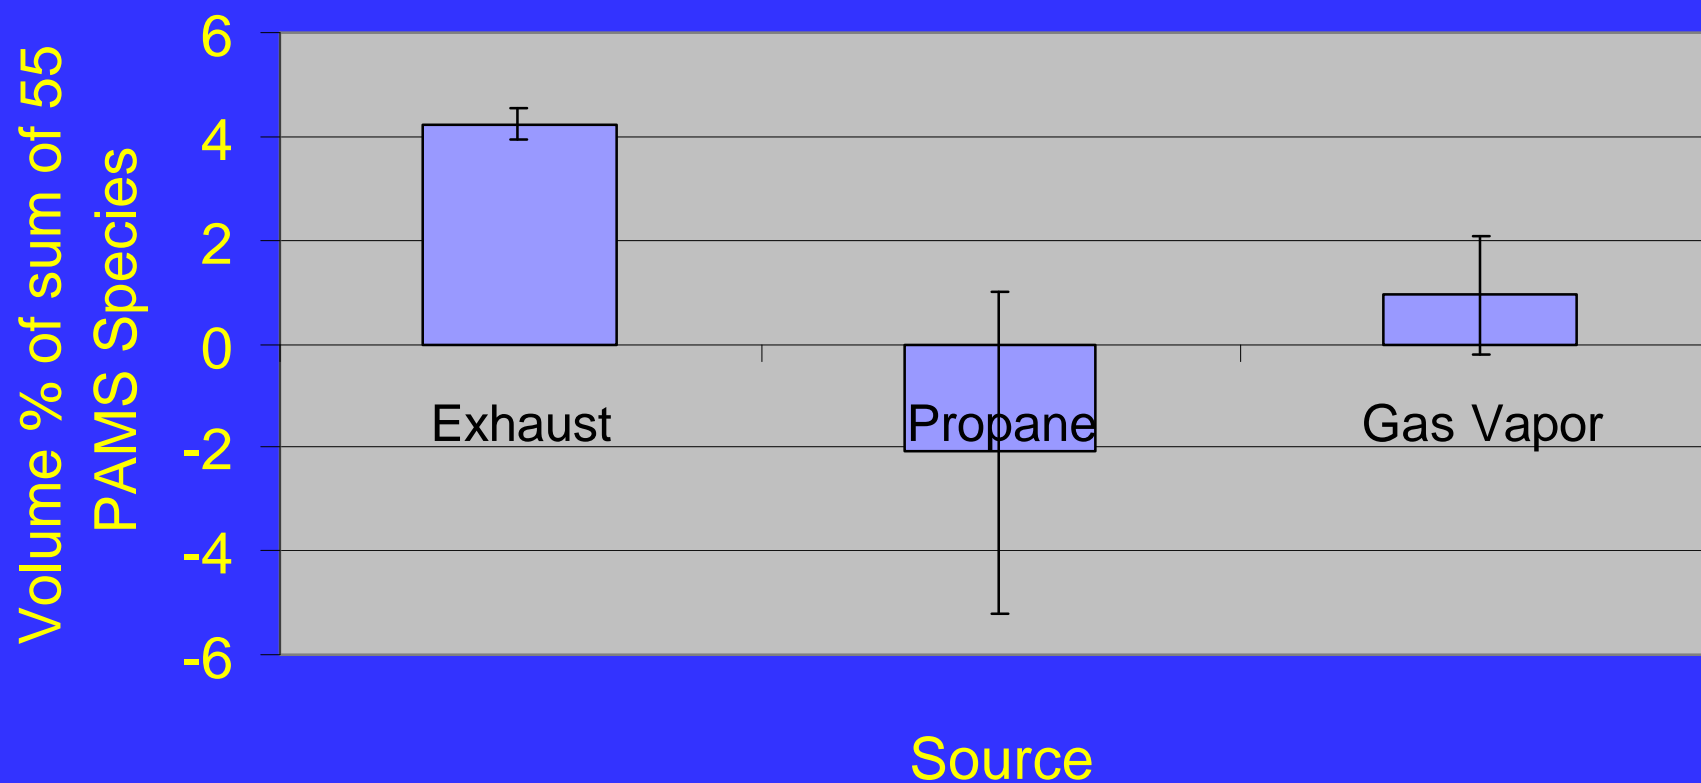 Volume % of sum of 55
PAMS Species
6
4
2
0
-2
-4
-6
Exhaust
Propane
Gas Vapor
Source